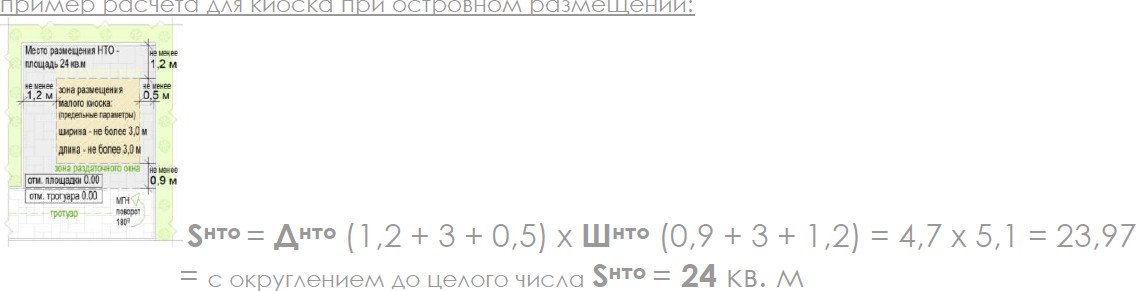 пример расчета для киоска при островном размещении:
Место размещения НТО -
площадь 24 кв.м
не менее
1,2 м
не менее
1,2 м
зона размещения
малого киоска:
(предельные параметры)
ширина - не более 3,0 м
длина - не более 3,0 м
не менее
0,5 м
зона раздаточного окна
не менее
0,9 м
отм. площадки 0.00
отм. тротуара 0.00
тротуар
МГН
поворот
180⁰
Sнто = Днто (1,2 + 3 + 0,5) х Шнто (0,9 + 3 + 1,2) = 4,7 х 5,1 = 23,97
= с округлением до целого числа Sнто = 24 кв. м